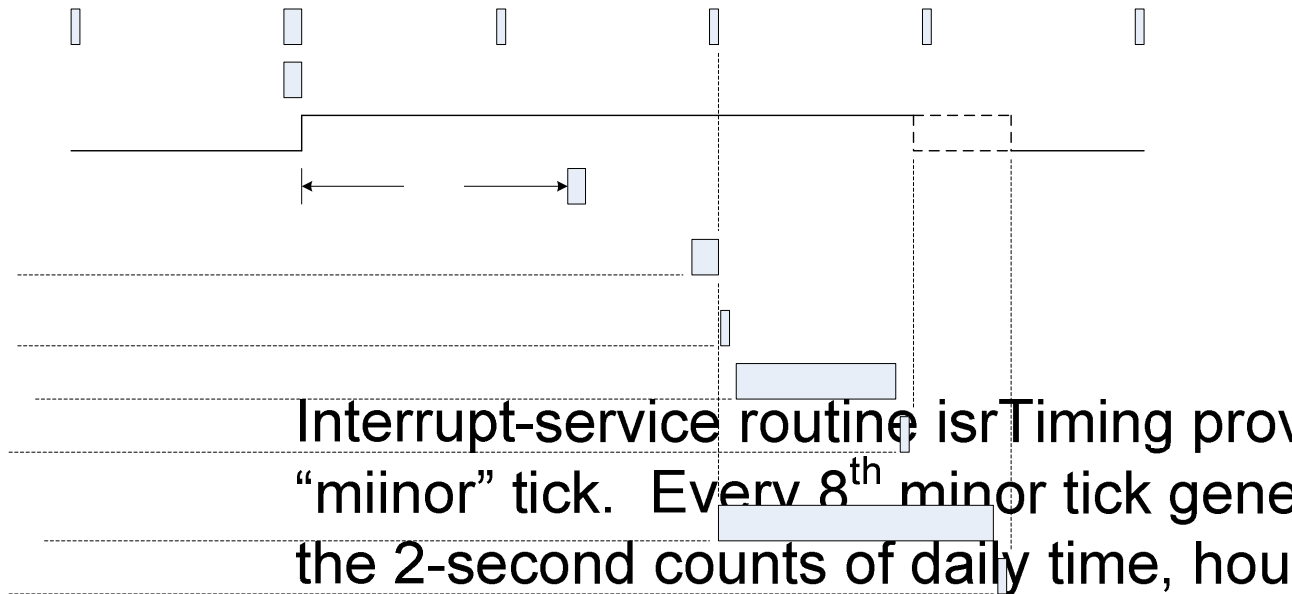 Interrupt-service routine isrTiming prov
“miinor” tick. Every 8th minor tick gene
the 2-second counts of daily time, hou